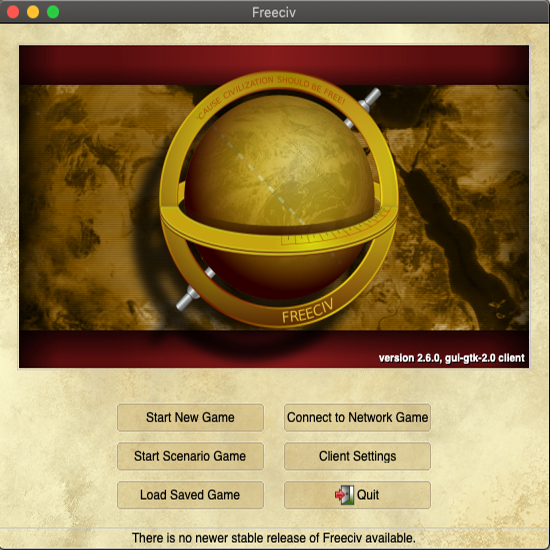 Freeciv
'CAUSE CIVILIZATION SHOULD BE FREE!
FREECIV
version 2.6.0, gui-gtk-2.0 client
Start New Game
Connect to Network Game
Start Scenario Game
Client Settings
Load Saved Game
Quit
There is no newer stable release of Freeciv available.